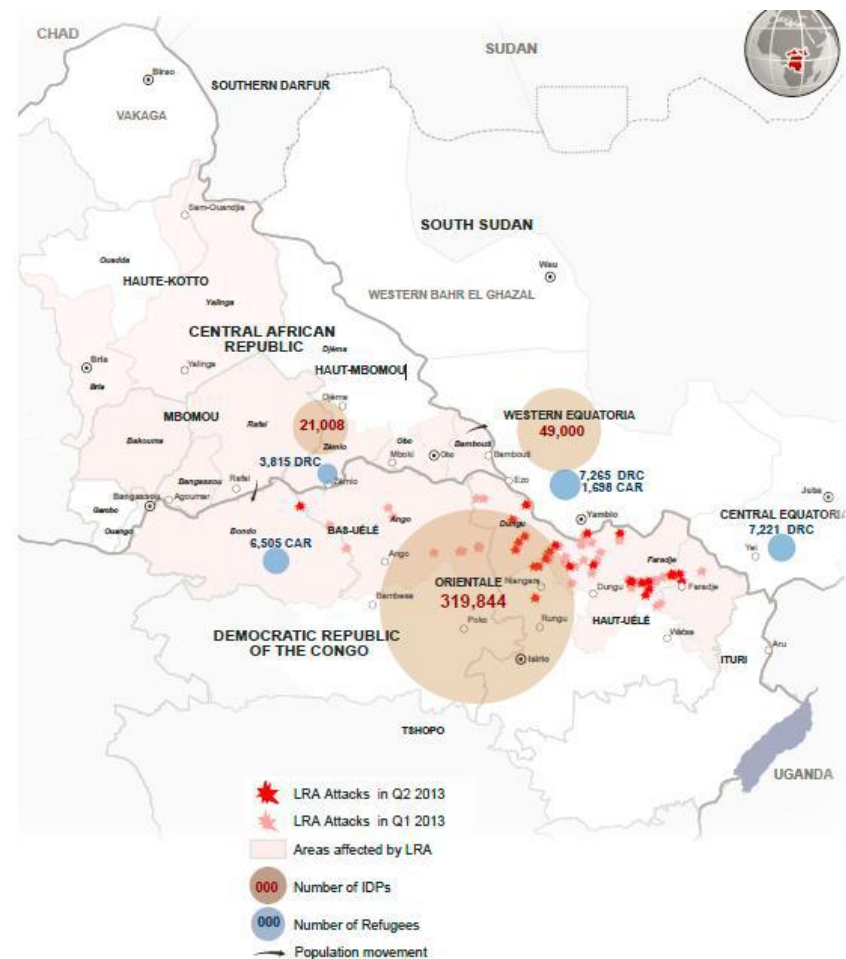 CHAD
SUDAN
Birao
SOUTHERN DARFUR
VAKAGA
Sam-Ouandjia
SOUTH SUDAN
Ouadda
Wau
HAUTE-KOTTO
WESTERN BAHR EL GHAZAL
Yalinga
CENTRAL AFRICAN
REPUBLIC
Djéma
Bria
Yalinga
HAUT-MBOMOU
Bria
Djéma
MBOMOU
WESTERN EQUATORIA
Rafaï
21,008
49,000
Bakouma
Zémio
Obo
Bambouti
Mboki
Obo
Bambouti
3,815 DRC
7,265 DRC
1,698 CAR
Bangassou
Rafaï
Zémio
Ezo
Bangassou
Agoumar
Juba
Gambo
Ouango
Yambio
CENTRAL EQUATORIA
7,221 DRC
Bondo
BAS-UÉLÉ
Ango
Dungu
6,505 CAR
Ango
Faradje
Yei
ORIENTALE
Niangara
Dungu
Faradje
319,844
Bambesa
HAUT-UÉLÉ
DEMOCRATIC REPUBLIC
OF THE CONGO
Poko
Rungu
Watsa
Aru
Isirio
ITURI
TSHOPO
UGANDA
LRA Attacks in Q2 2013
LRA Attacks in Q1 2013
Areas affected by LRA
000 Number of IDPs
000 Number of Refugees
Population movement